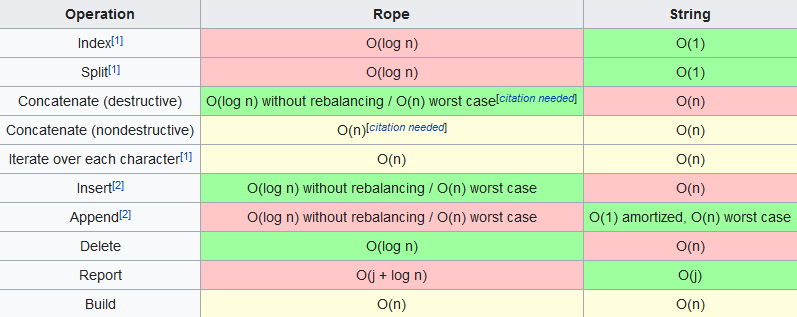 Operation Rope String
Index[1] O(log n) O(1)
Split[1] O(log n) O(1)
Concatenate (destructive) O(log n) without rebalancing / O(n) worst case[citation needed] O(n)
Concatenate (nondestructive) O(n)[citation needed] O(n)
Iterate over each character[1] O(n) O(n)
Insert[2] O(log n) without rebalancing / O(n) worst case O(n)
Append[2] O(log n) without rebalancing / O(n) worst case O(1) amortized, O(n) worst case
Delete O(log n) O(n)
Report O(j + log n) O(j)
Build O(n) O(n)